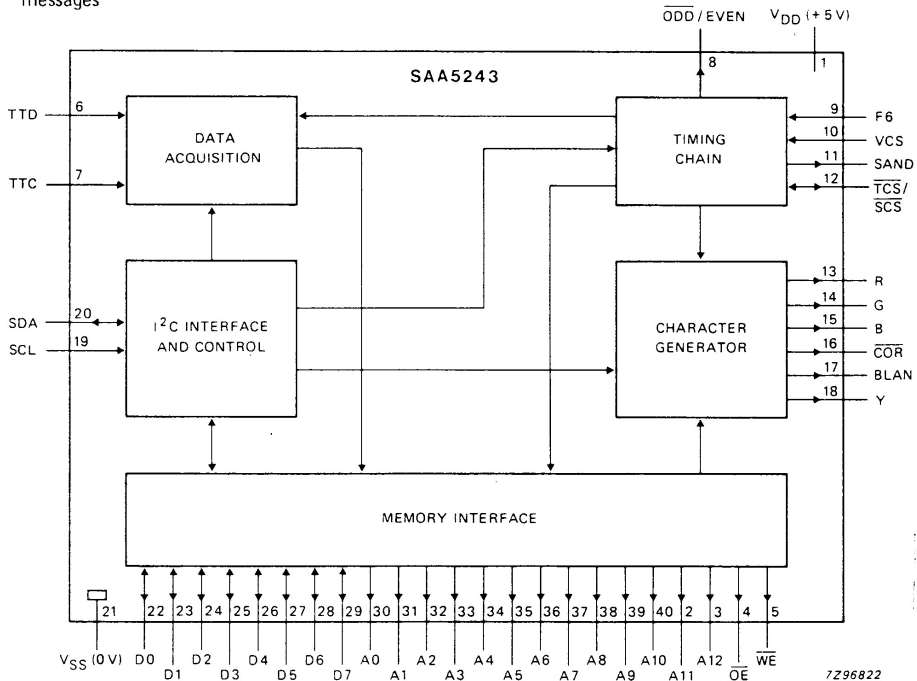 messages
ODD/EVEN
VDD (+5 V)
8
1
SAA5243
TTD
6
DATA
ACQUISITION
TTC
7
TIMING
CHAIN
9
F6
10
VCS
11
SAND
12
TCS/
SCS
SDA
20
SCL
19
I²C INTERFACE
AND CONTROL
CHARACTER
GENERATOR
13
R
14
G
15
B
16
COR
17
BLAN
18
Y
MEMORY INTERFACE
21 22 23 24 25 26 27 28 29 30 31 32 33 34 35 36 37 38 39 40 2 3 4 5
VSS (0 V) D0 D2 D4 D6 A0 A2 A4 A6 A8 A10 A12 WE
D1 D3 D5 D7 A1 A3 A5 A7 A9 A11 OE
7Z96822